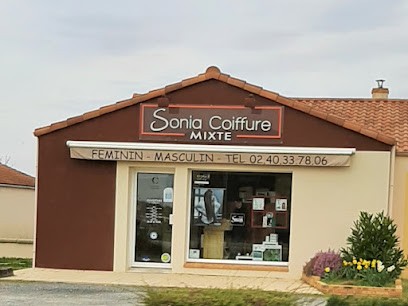 Sonia Coiffure
MIXTE
FEMININ - MASCULIN - TEL 02.40.33.78.06